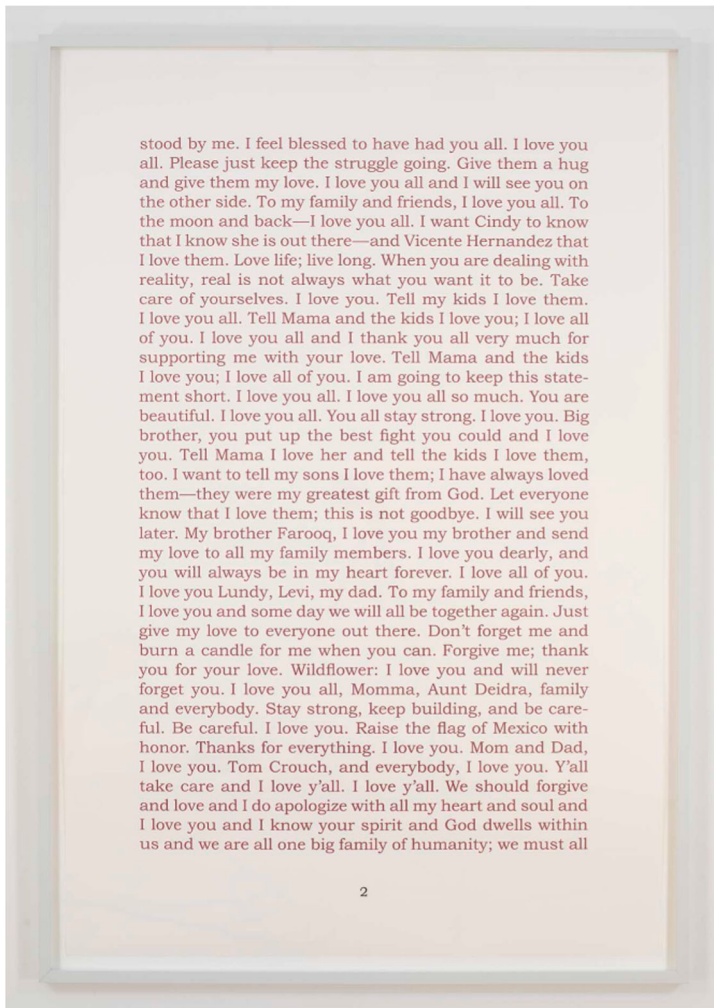 stood by me. I feel blessed to have had you all. I love you
all. Please just keep the struggle going. Give them a hug
and give them my love. I love you all and I will see you on
the other side. To my family and friends, I love you all. To
the moon and back—I love you all. I want Cindy to know
that I know she is out there—and Vicente Hernandez that
I love them. Love life; live long. When you are dealing with
reality, real is not always what you want it to be. Take
care of yourselves. I love you. Tell my kids I love them.
I love you all. Tell Mama and the kids I love you; I love all
of you. I love you all and I thank you all very much for
supporting me with your love. Tell Mama and the kids
I love you; I love all of you. I am going to keep this state-
ment short. I love you all. I love you all so much. You are
beautiful. I love you all. You all stay strong. I love you. Big
brother, you put up the best fight you could and I love
you. Tell Mama I love her and tell the kids I love them,
too. I want to tell my sons I love them; I have always loved
them—they were my greatest gift from God. Let everyone
know that I love them; this is not goodbye. I will see you
later. My brother Farooq, I love you my brother and send
my love to all my family members. I love you dearly, and
you will always be in my heart forever. I love all of you.
I love you Lundy, Levi, my dad. To my family and friends,
I love you and some day we will all be together again. Just
give my love to everyone out there. Don't forget me and
burn a candle for me when you can. Forgive me; thank
you for your love. Wildflower: I love you and will never
forget you. I love you all, Momma, Aunt Deidra, family
and everybody. Stay strong, keep building, and be care-
ful. Be careful. I love you. Raise the flag of Mexico with
honor. Thanks for everything. I love you. Mom and Dad,
I love you. Tom Crouch, and everybody, I love you. Y'all
take care and I love y'all. I love y'all. We should forgive
and love and I do apologize with all my heart and soul and
I love you and I know your spirit and God dwells within
us and we are all one big family of humanity; we must all
2